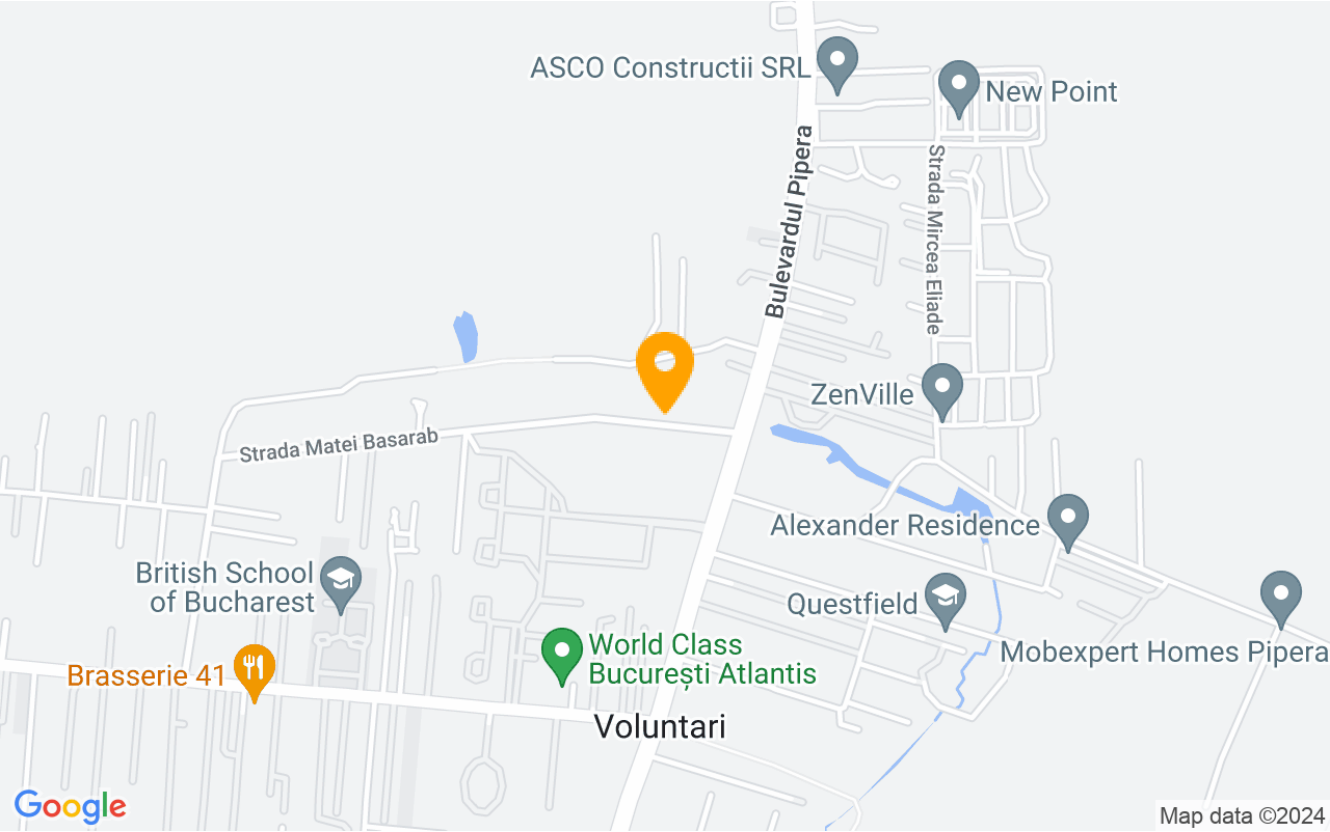 ASCO Constructii SRL
New Point
Bulevardul Pipera
Strada Mircea Eliade
ZenVille
Strada Matei Basarab
Alexander Residence
British School
of Bucharest
Questfield
World Class
București Atlantis
Mobexpert Homes Pipera
Brasserie 41
Voluntari
Google
Map data ©2024